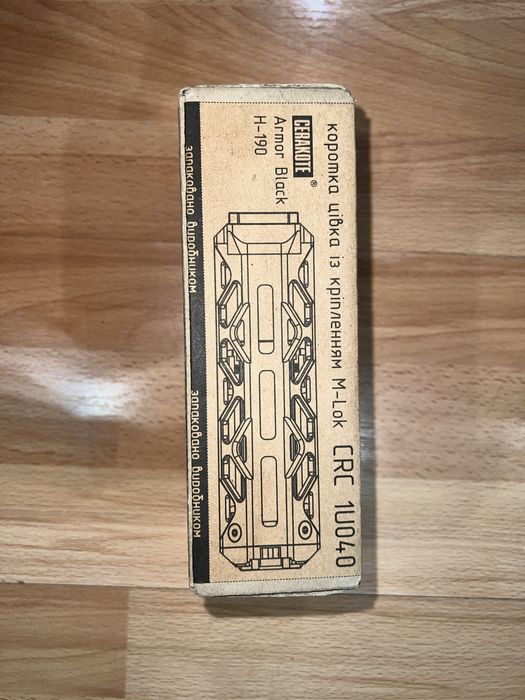 коротка цівка із кріпленням M-Lok CRC 1U040
CERAKOTE®
Armor Black
H-190
запаковано виробником
запаковано виробником